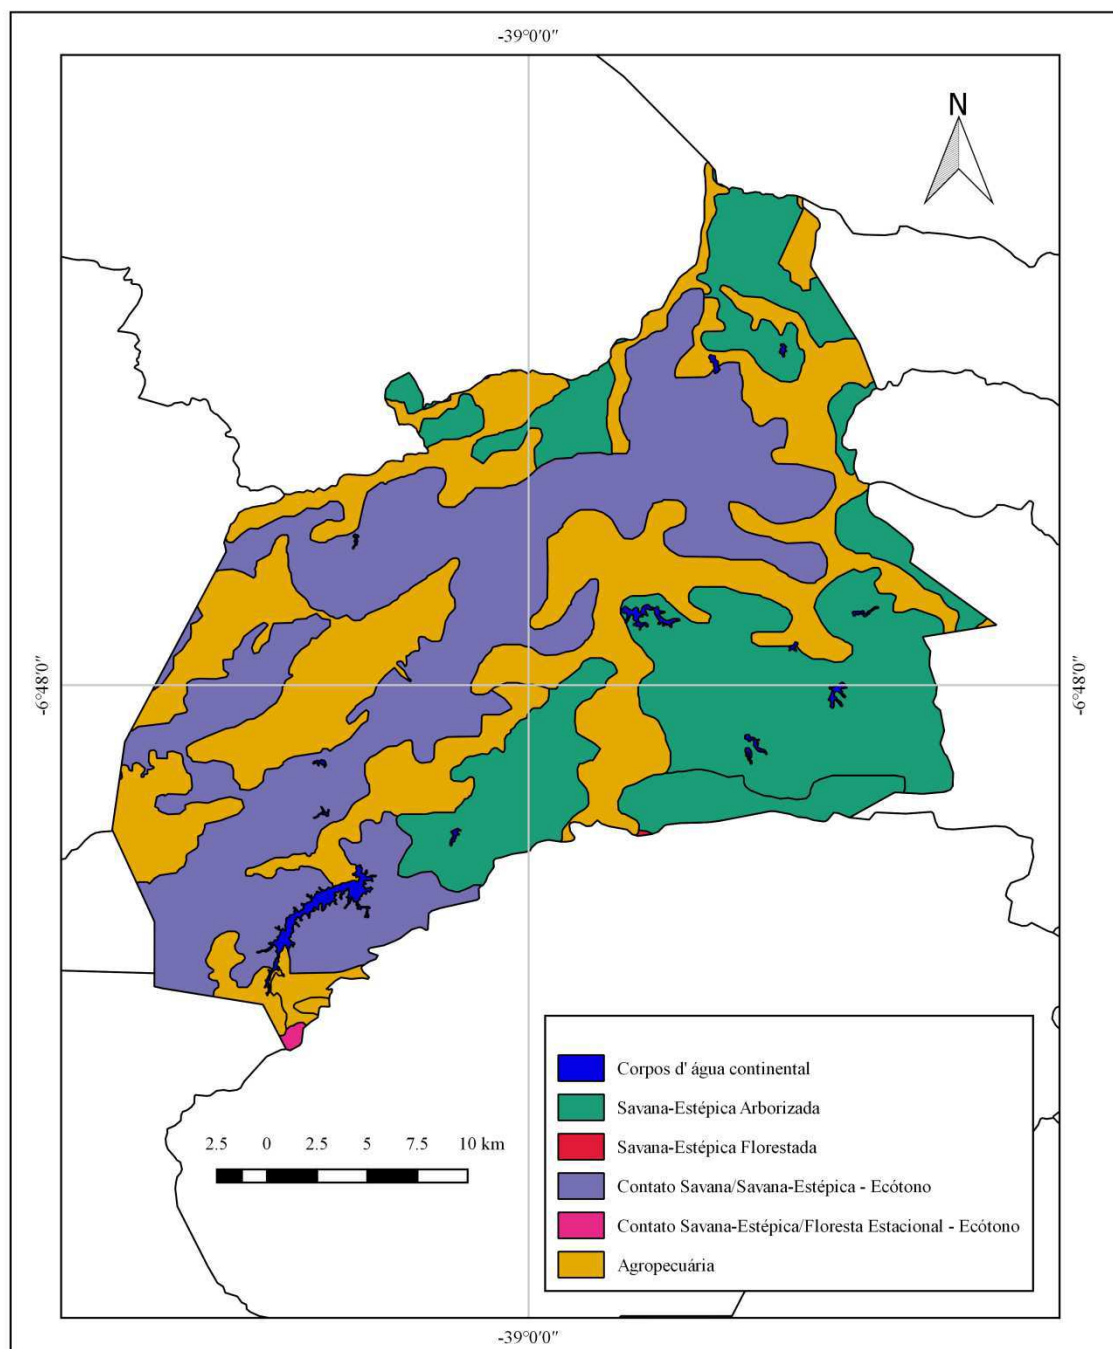 -39°0'0"
N
-6°48'0"
-6°48'0"
Corpos d' água continental
Savana-Estépica Arborizada
Savana-Estépica Florestada
Contato Savana/Savana-Estépica - Ecótono
Contato Savana-Estépica/Floresta Estacional - Ecótono
Agropecuária
2.5 0 2.5 5 7.5 10 km
-39°0'0"